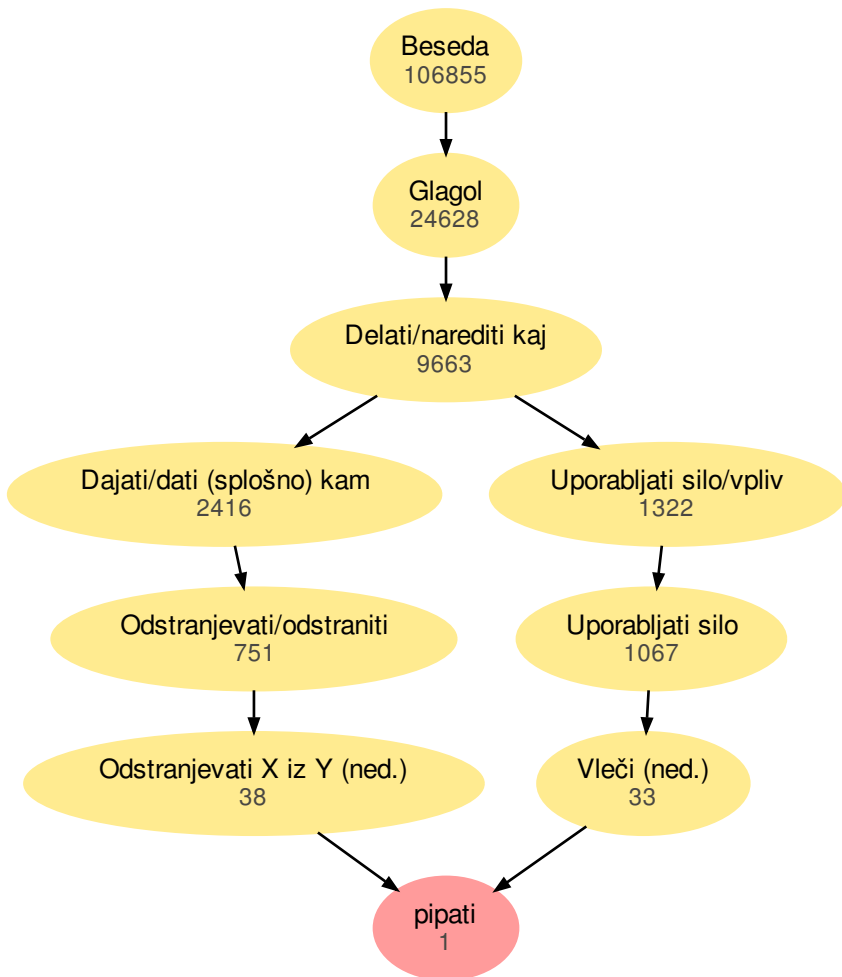 Beseda
106855
Glagol
24628
Delati/narediti kaj
9663
Dajati/dati (splošno) kam
2416
Uporabljati silo/vpliv
1322
Odstranjevati/odstraniti
751
Uporabljati silo
1067
Odstranjevati X iz Y (ned.)
38
Vleči (ned.)
33
pipati
1